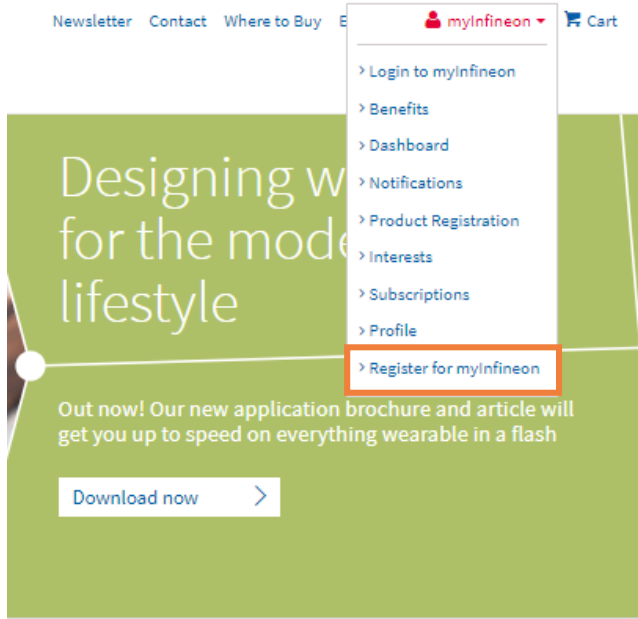 Newsletter Contact Where to Buy E myInfineon Cart
> Login to myInfineon
> Benefits
> Dashboard
> Notifications
> Product Registration
> Interests
> Subscriptions
> Profile
> Register for myInfineon
Designing w
for the mode
lifestyle
Out now! Our new application brochure and article will
get you up to speed on everything wearable in a flash
Download now >